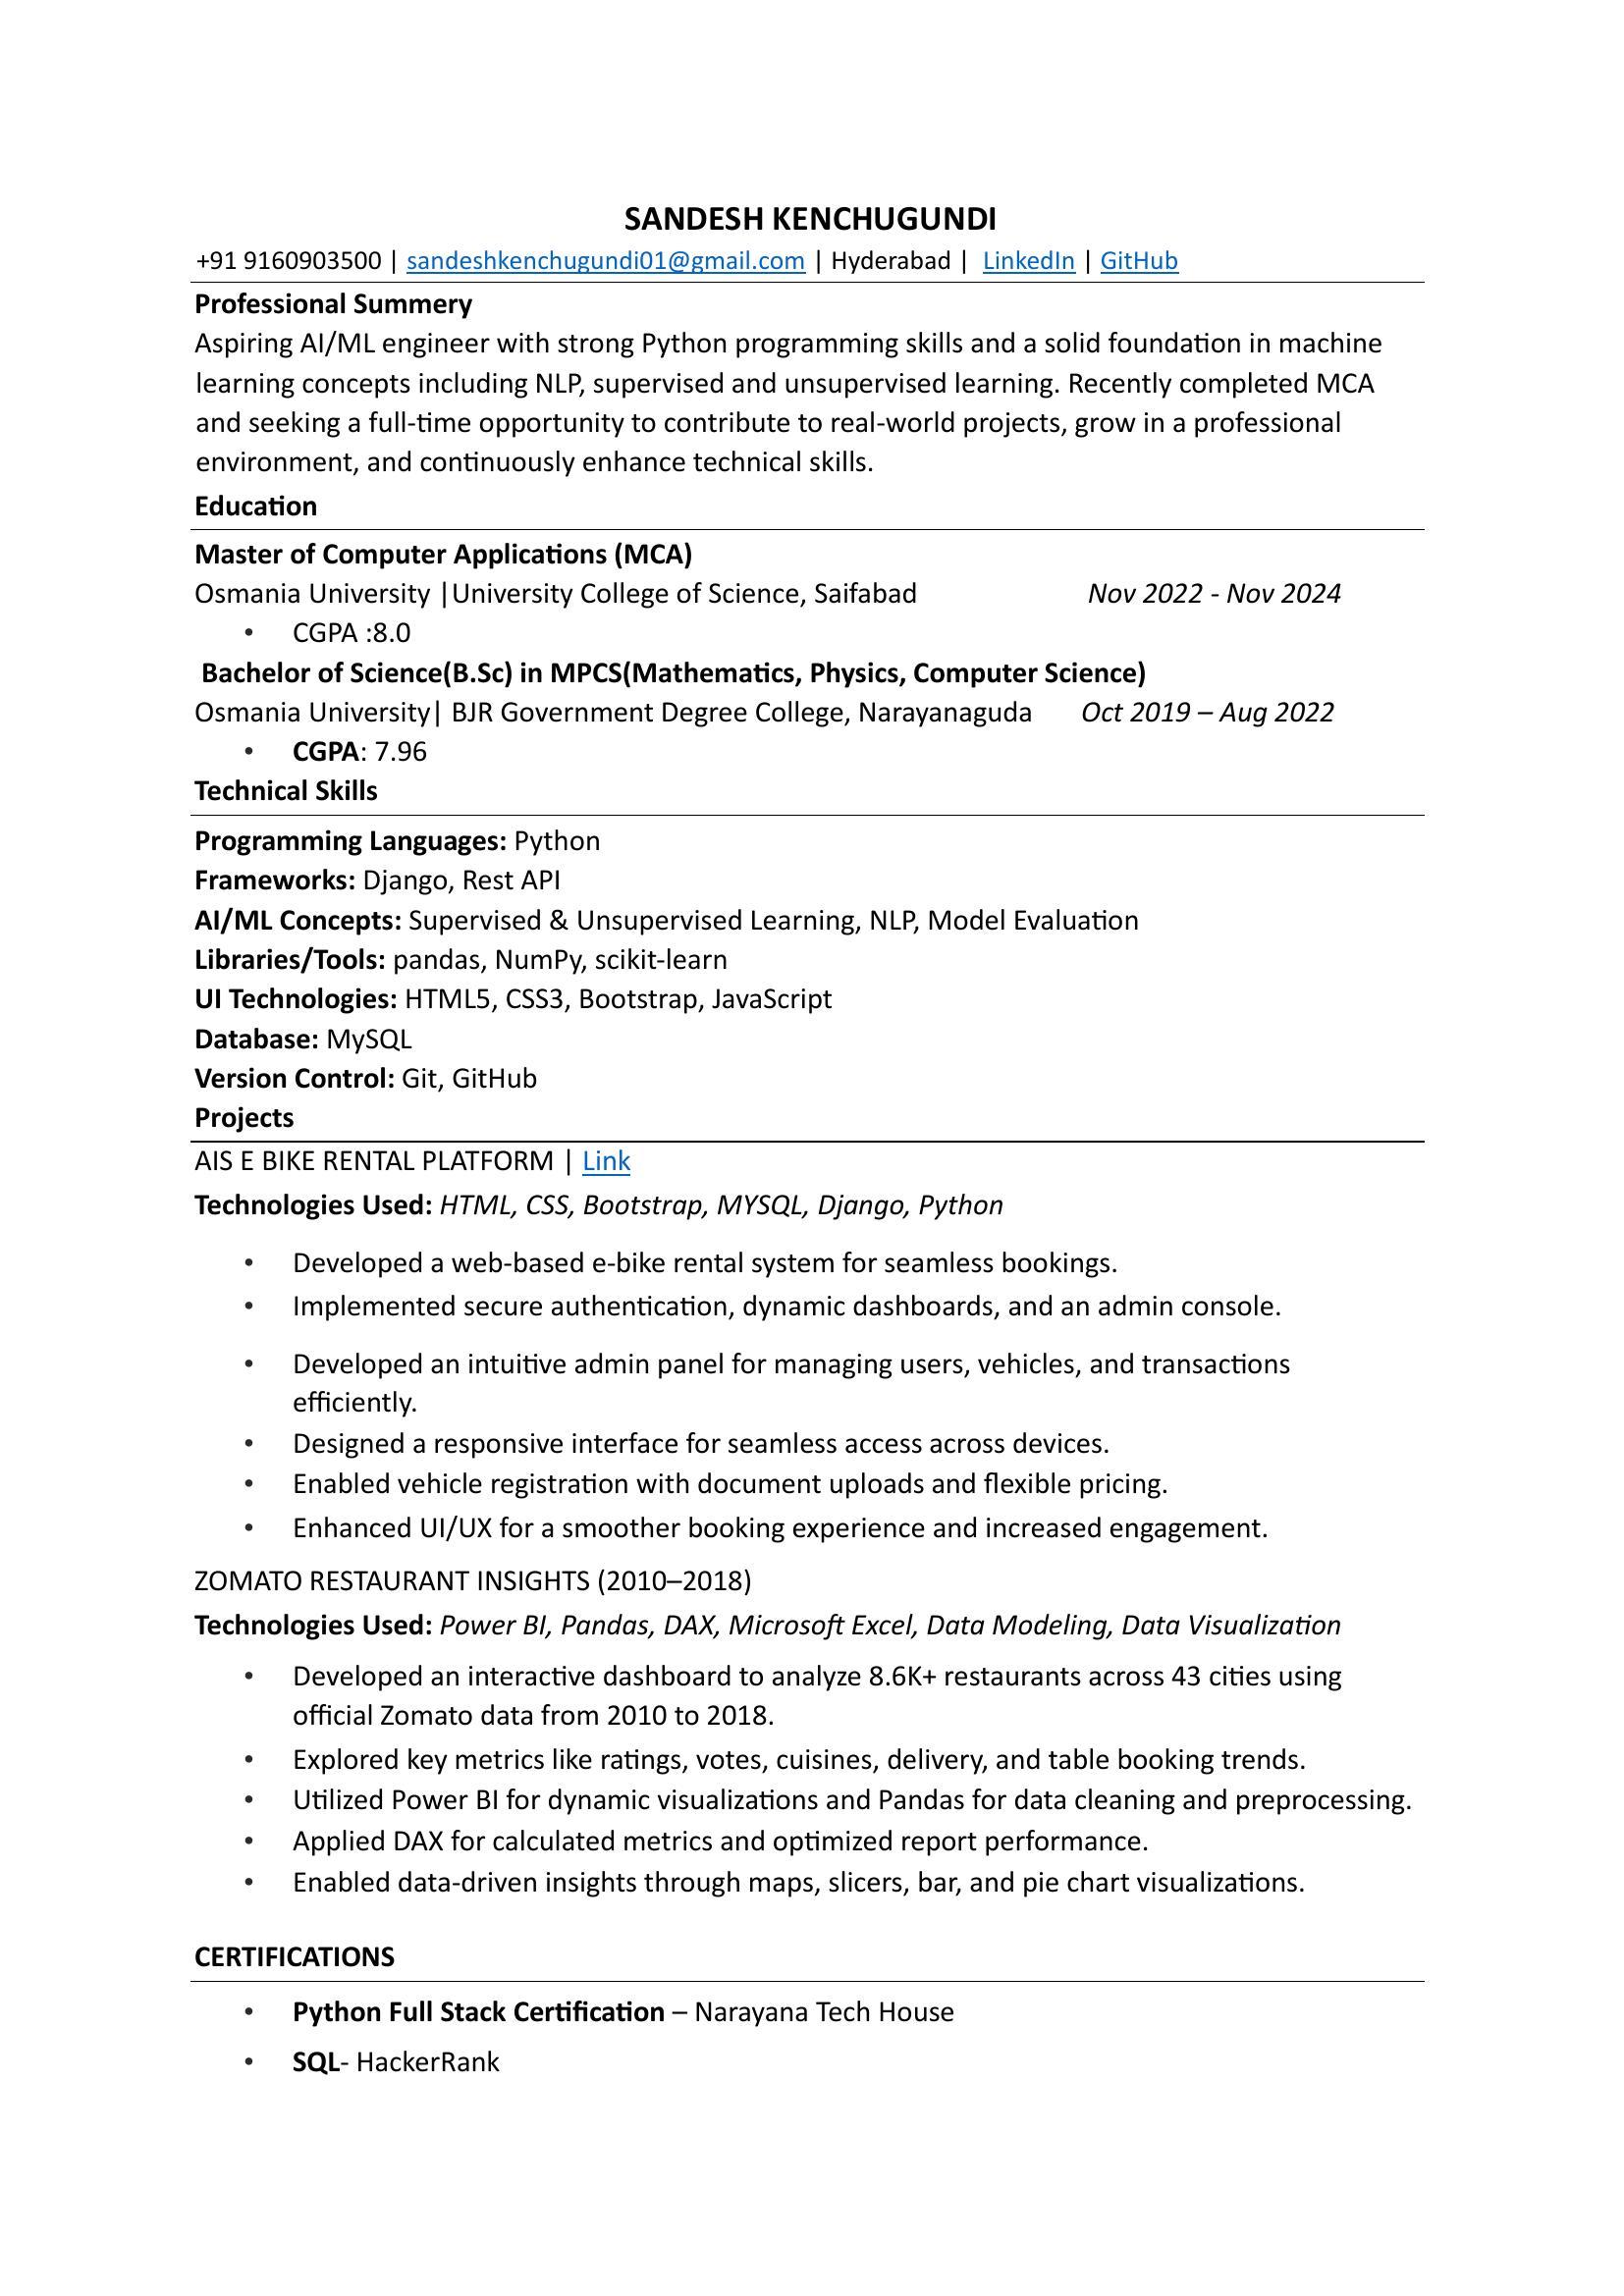 SANDESH KENCHUGUNDI
+91 9160903500 | sandeshkenchugundi01@gmail.com | Hyderabad | LinkedIn | GitHub
Professional Summery
Aspiring AI/ML engineer with strong Python programming skills and a solid foundation in machine
learning concepts including NLP, supervised and unsupervised learning. Recently completed MCA
and seeking a full-time opportunity to contribute to real-world projects, grow in a professional
environment, and continuously enhance technical skills.
Education
Master of Computer Applications (MCA)
Osmania University |University College of Science, Saifabad Nov 2022 - Nov 2024
• CGPA :8.0
Bachelor of Science(B.Sc) in MPCS(Mathematics, Physics, Computer Science)
Osmania University| BJR Government Degree College, Narayanaguda Oct 2019 – Aug 2022
• CGPA: 7.96
Technical Skills
Programming Languages: Python
Frameworks: Django, Rest API
AI/ML Concepts: Supervised & Unsupervised Learning, NLP, Model Evaluation
Libraries/Tools: pandas, NumPy, scikit-learn
UI Technologies: HTML5, CSS3, Bootstrap, JavaScript
Database: MySQL
Version Control: Git, GitHub
Projects
AIS E BIKE RENTAL PLATFORM | Link
Technologies Used: HTML, CSS, Bootstrap, MYSQL, Django, Python
• Developed a web-based e-bike rental system for seamless bookings.
• Implemented secure authentication, dynamic dashboards, and an admin console.
• Developed an intuitive admin panel for managing users, vehicles, and transactions
efficiently.
• Designed a responsive interface for seamless access across devices.
• Enabled vehicle registration with document uploads and flexible pricing.
• Enhanced UI/UX for a smoother booking experience and increased engagement.
ZOMATO RESTAURANT INSIGHTS (2010–2018)
Technologies Used: Power BI, Pandas, DAX, Microsoft Excel, Data Modeling, Data Visualization
• Developed an interactive dashboard to analyze 8.6K+ restaurants across 43 cities using
official Zomato data from 2010 to 2018.
• Explored key metrics like ratings, votes, cuisines, delivery, and table booking trends.
• Utilized Power BI for dynamic visualizations and Pandas for data cleaning and preprocessing.
• Applied DAX for calculated metrics and optimized report performance.
• Enabled data-driven insights through maps, slicers, bar, and pie chart visualizations.
CERTIFICATIONS
• Python Full Stack Certification – Narayana Tech House
• SQL- HackerRank